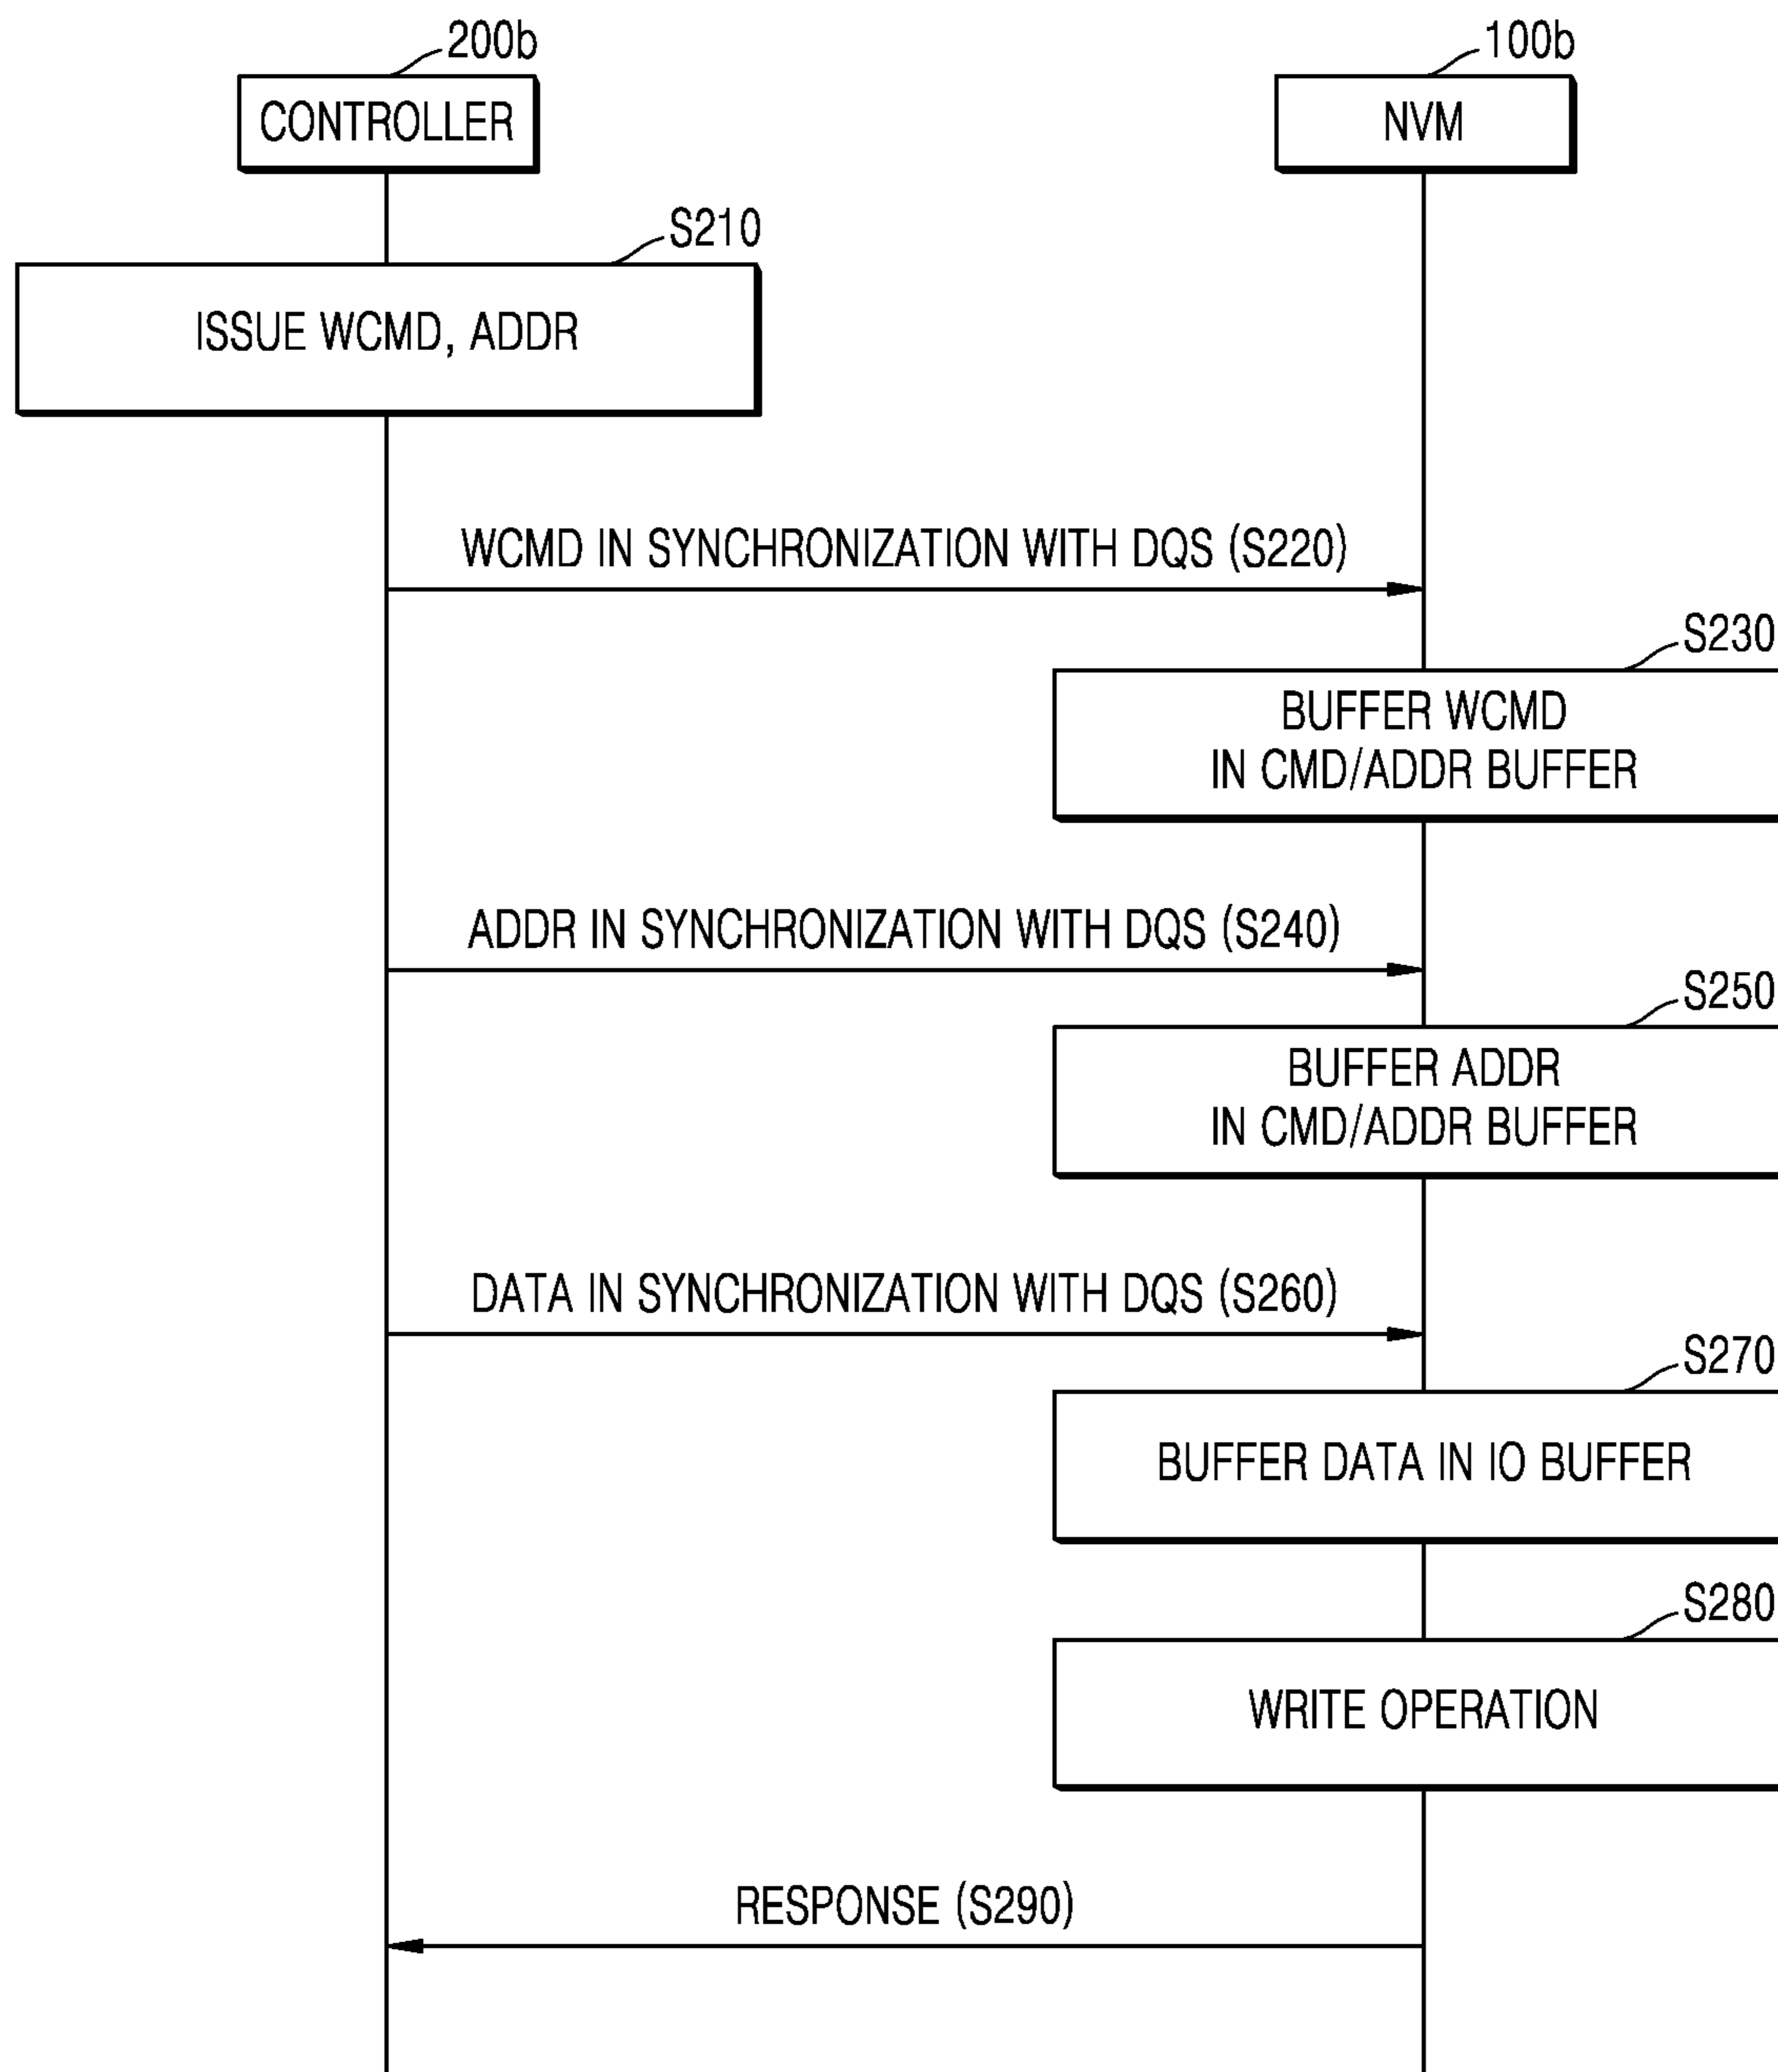 200b
100b
CONTROLLER
NVM
S210
ISSUE WCMD, ADDR
WCMD IN SYNCHRONIZATION WITH DQS (S220)
S230
BUFFER WCMD
IN CMD/ADDR BUFFER
ADDR IN SYNCHRONIZATION WITH DQS (S240)
S250
BUFFER ADDR
IN CMD/ADDR BUFFER
DATA IN SYNCHRONIZATION WITH DQS (S260)
S270
BUFFER DATA IN IO BUFFER
S280
WRITE OPERATION
RESPONSE (S290)